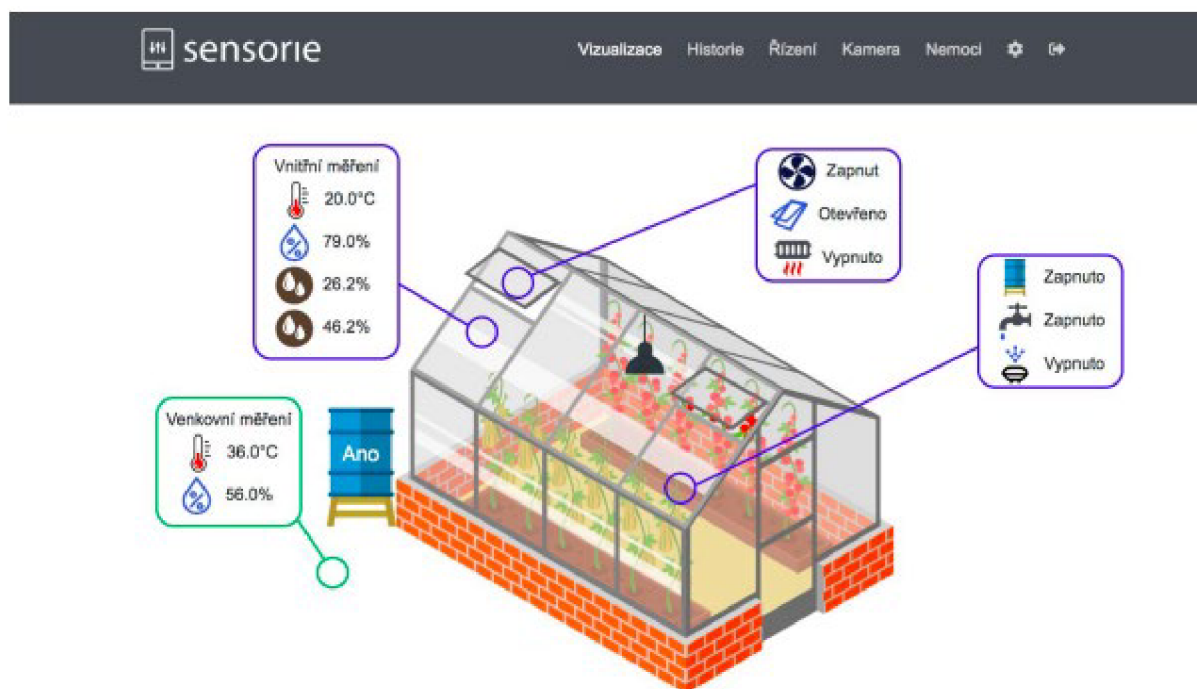 sensorie
Vizualizace Historie Řízení Kamera Nemoci
Vnitřní měření
20.0°C
79.0%
26.2%
46.2%
Zapnut
Otevřeno
Vypnuto
Zapnuto
Zapnuto
Vypnuto
Venkovní měření
36.0°C
56.0%
Ano